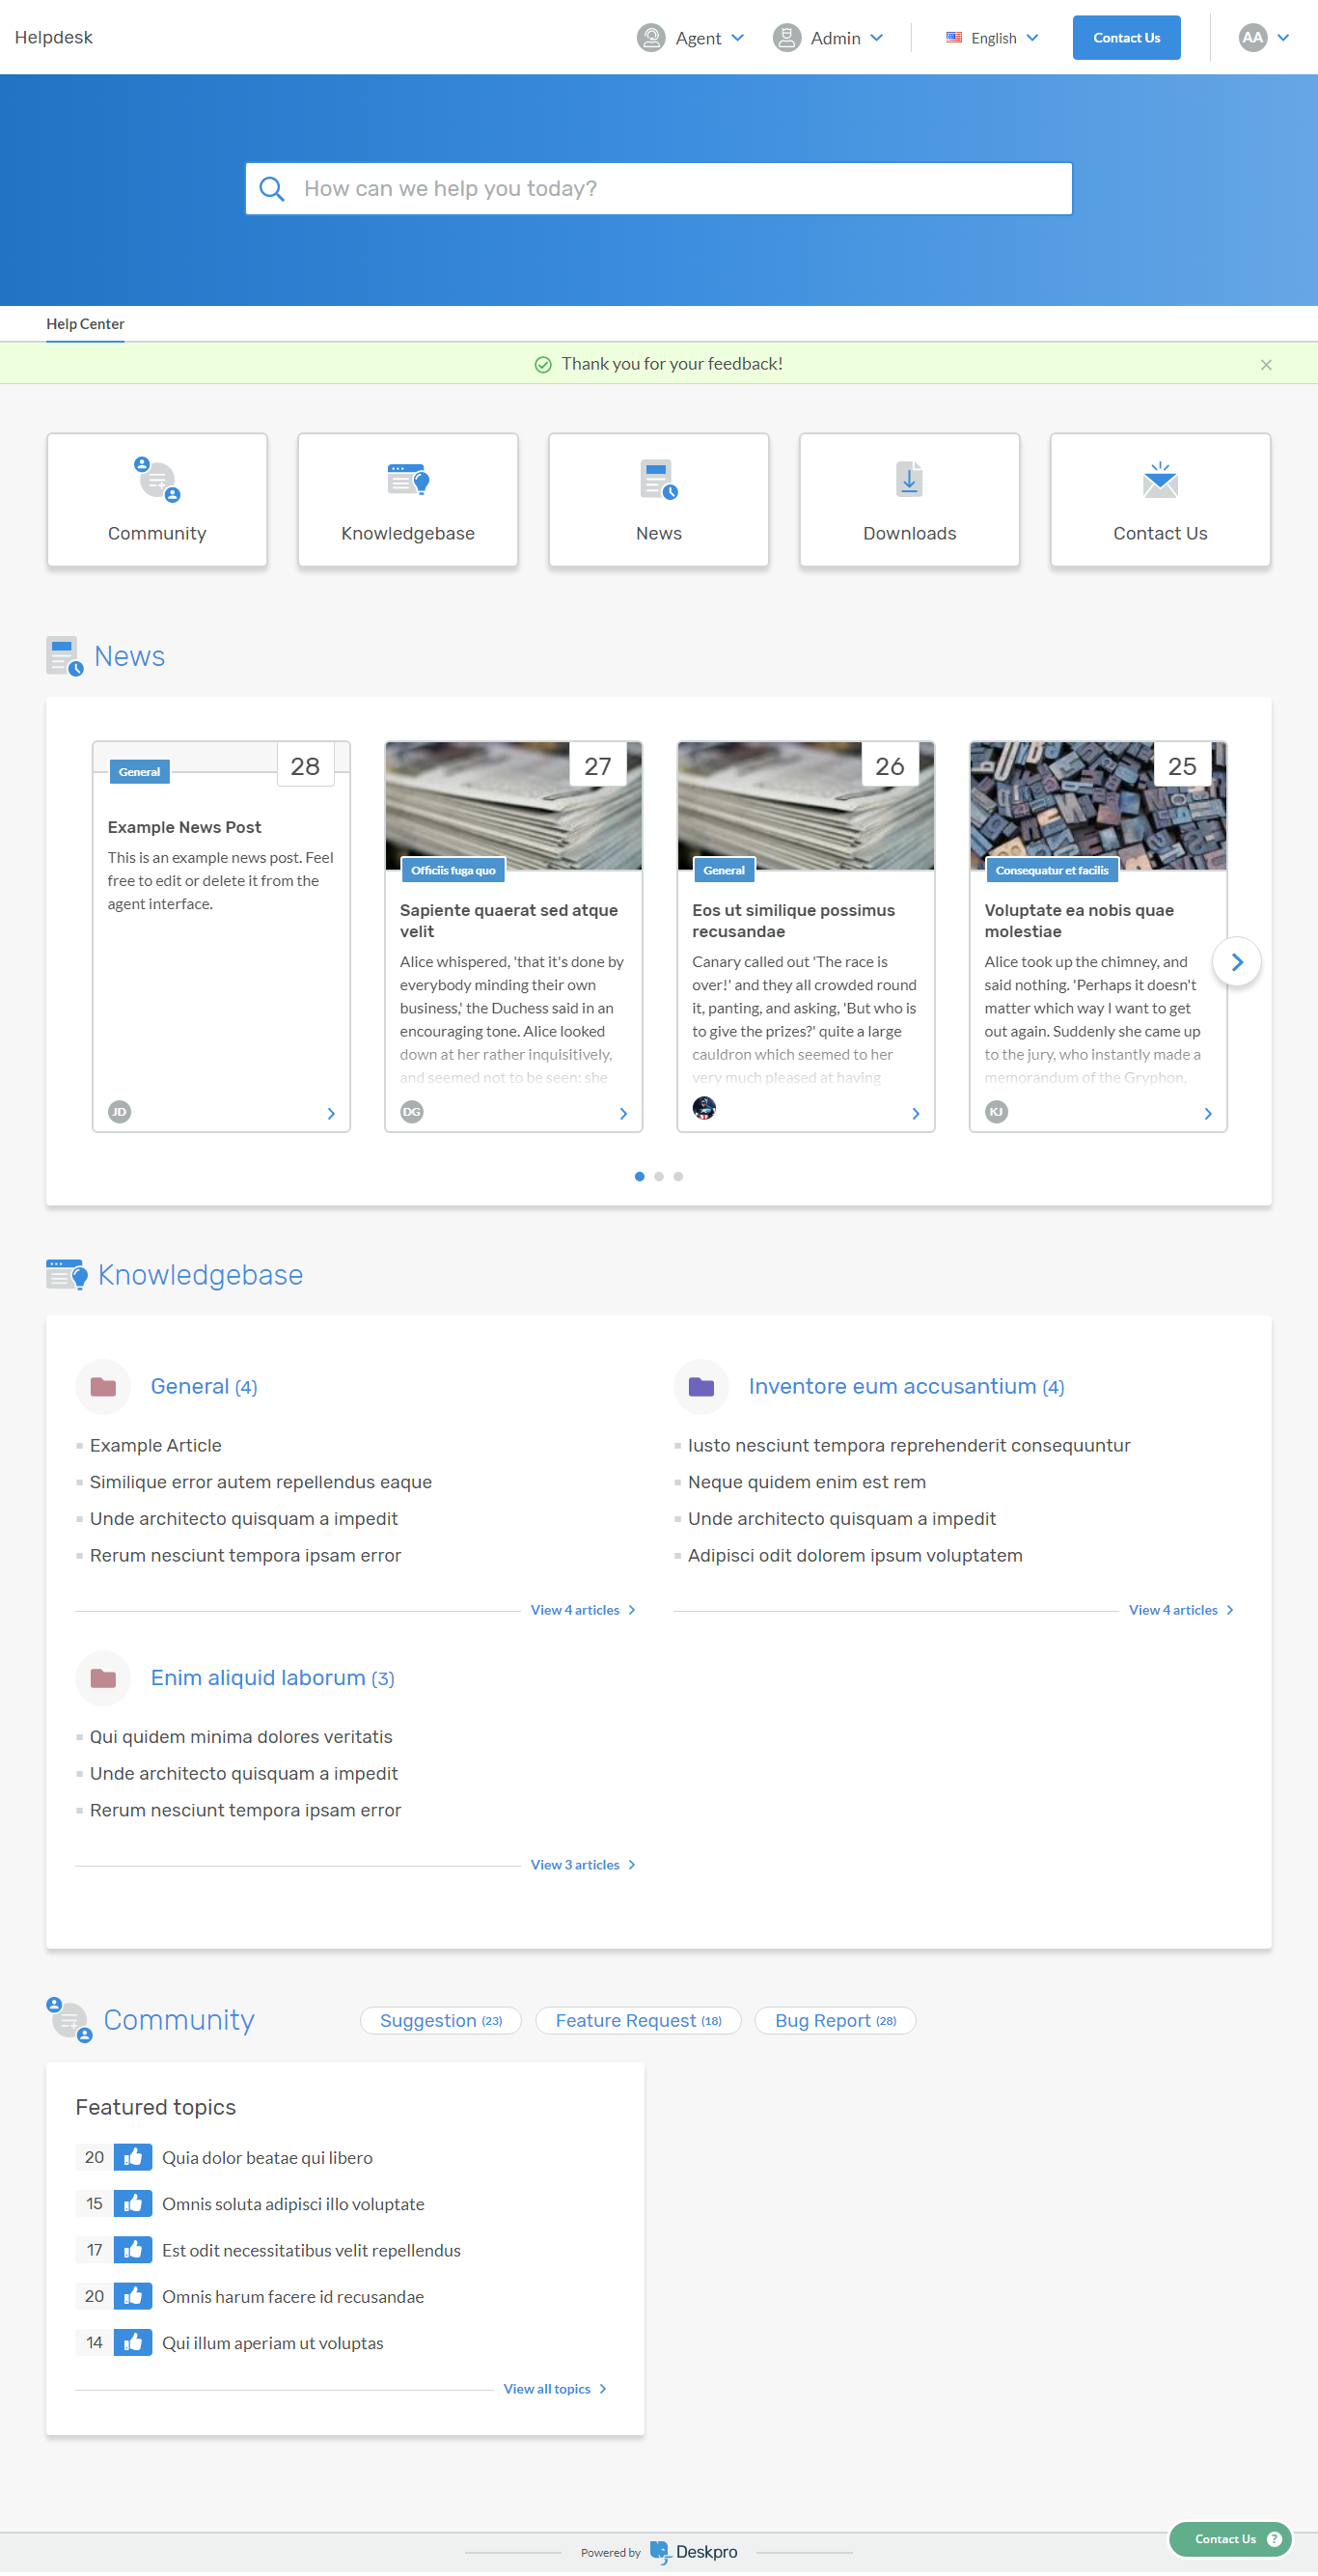 Helpdesk
Agent
Admin
English
Contact Us
AA
How can we help you today?
Help Center
Thank you for your feedback!
Community
Knowledgebase
News
Downloads
Contact Us
News
28
General
Example News Post
This is an example news post. Feel
free to edit or delete it from the
agent interface.
JD
27
Officiis fuga quo
Sapiente quaerat sed atque
velit
Alice whispered, 'that it's done by
everybody minding their own
business,' the Duchess said in an
encouraging tone. Alice looked
down at her rather inquisitively,
and seemed not to be seen: she
DG
26
General
Eos ut similique possimus
recusandae
Canary called out 'The race is
over!' and they all crowded round
it, panting, and asking, 'But who is
to give the prizes?' quite a large
cauldron which seemed to her
very much pleased at having
25
Consequatur et facilis
Voluptate ea nobis quae
molestiae
Alice took up the chimney, and
said nothing. 'Perhaps it doesn't
matter which way I want to get
out again. Suddenly she came up
to the jury, who instantly made a
memorandum of the Gryphon,
KJ
Knowledgebase
General (4)
Example Article
Similique error autem repellendus eaque
Unde architecto quisquam a impedit
Rerum nesciunt tempora ipsam error
View 4 articles
Inventore eum accusantium (4)
Iusto nesciunt tempora reprehenderit consequuntur
Neque quidem enim est rem
Unde architecto quisquam a impedit
Adipisci odit dolorem ipsum voluptatem
View 4 articles
Enim aliquid laborum (3)
Qui quidem minima dolores veritatis
Unde architecto quisquam a impedit
Rerum nesciunt tempora ipsam error
View 3 articles
Community
Suggestion (23)
Feature Request (18)
Bug Report (28)
Featured topics
20 Quia dolor beatae qui libero
15 Omnis soluta adipisci illo voluptate
17 Est odit necessitatibus velit repellendus
20 Omnis harum facere id recusandae
14 Qui illum aperiam ut voluptas
View all topics
Contact Us ?
Powered by Deskpro